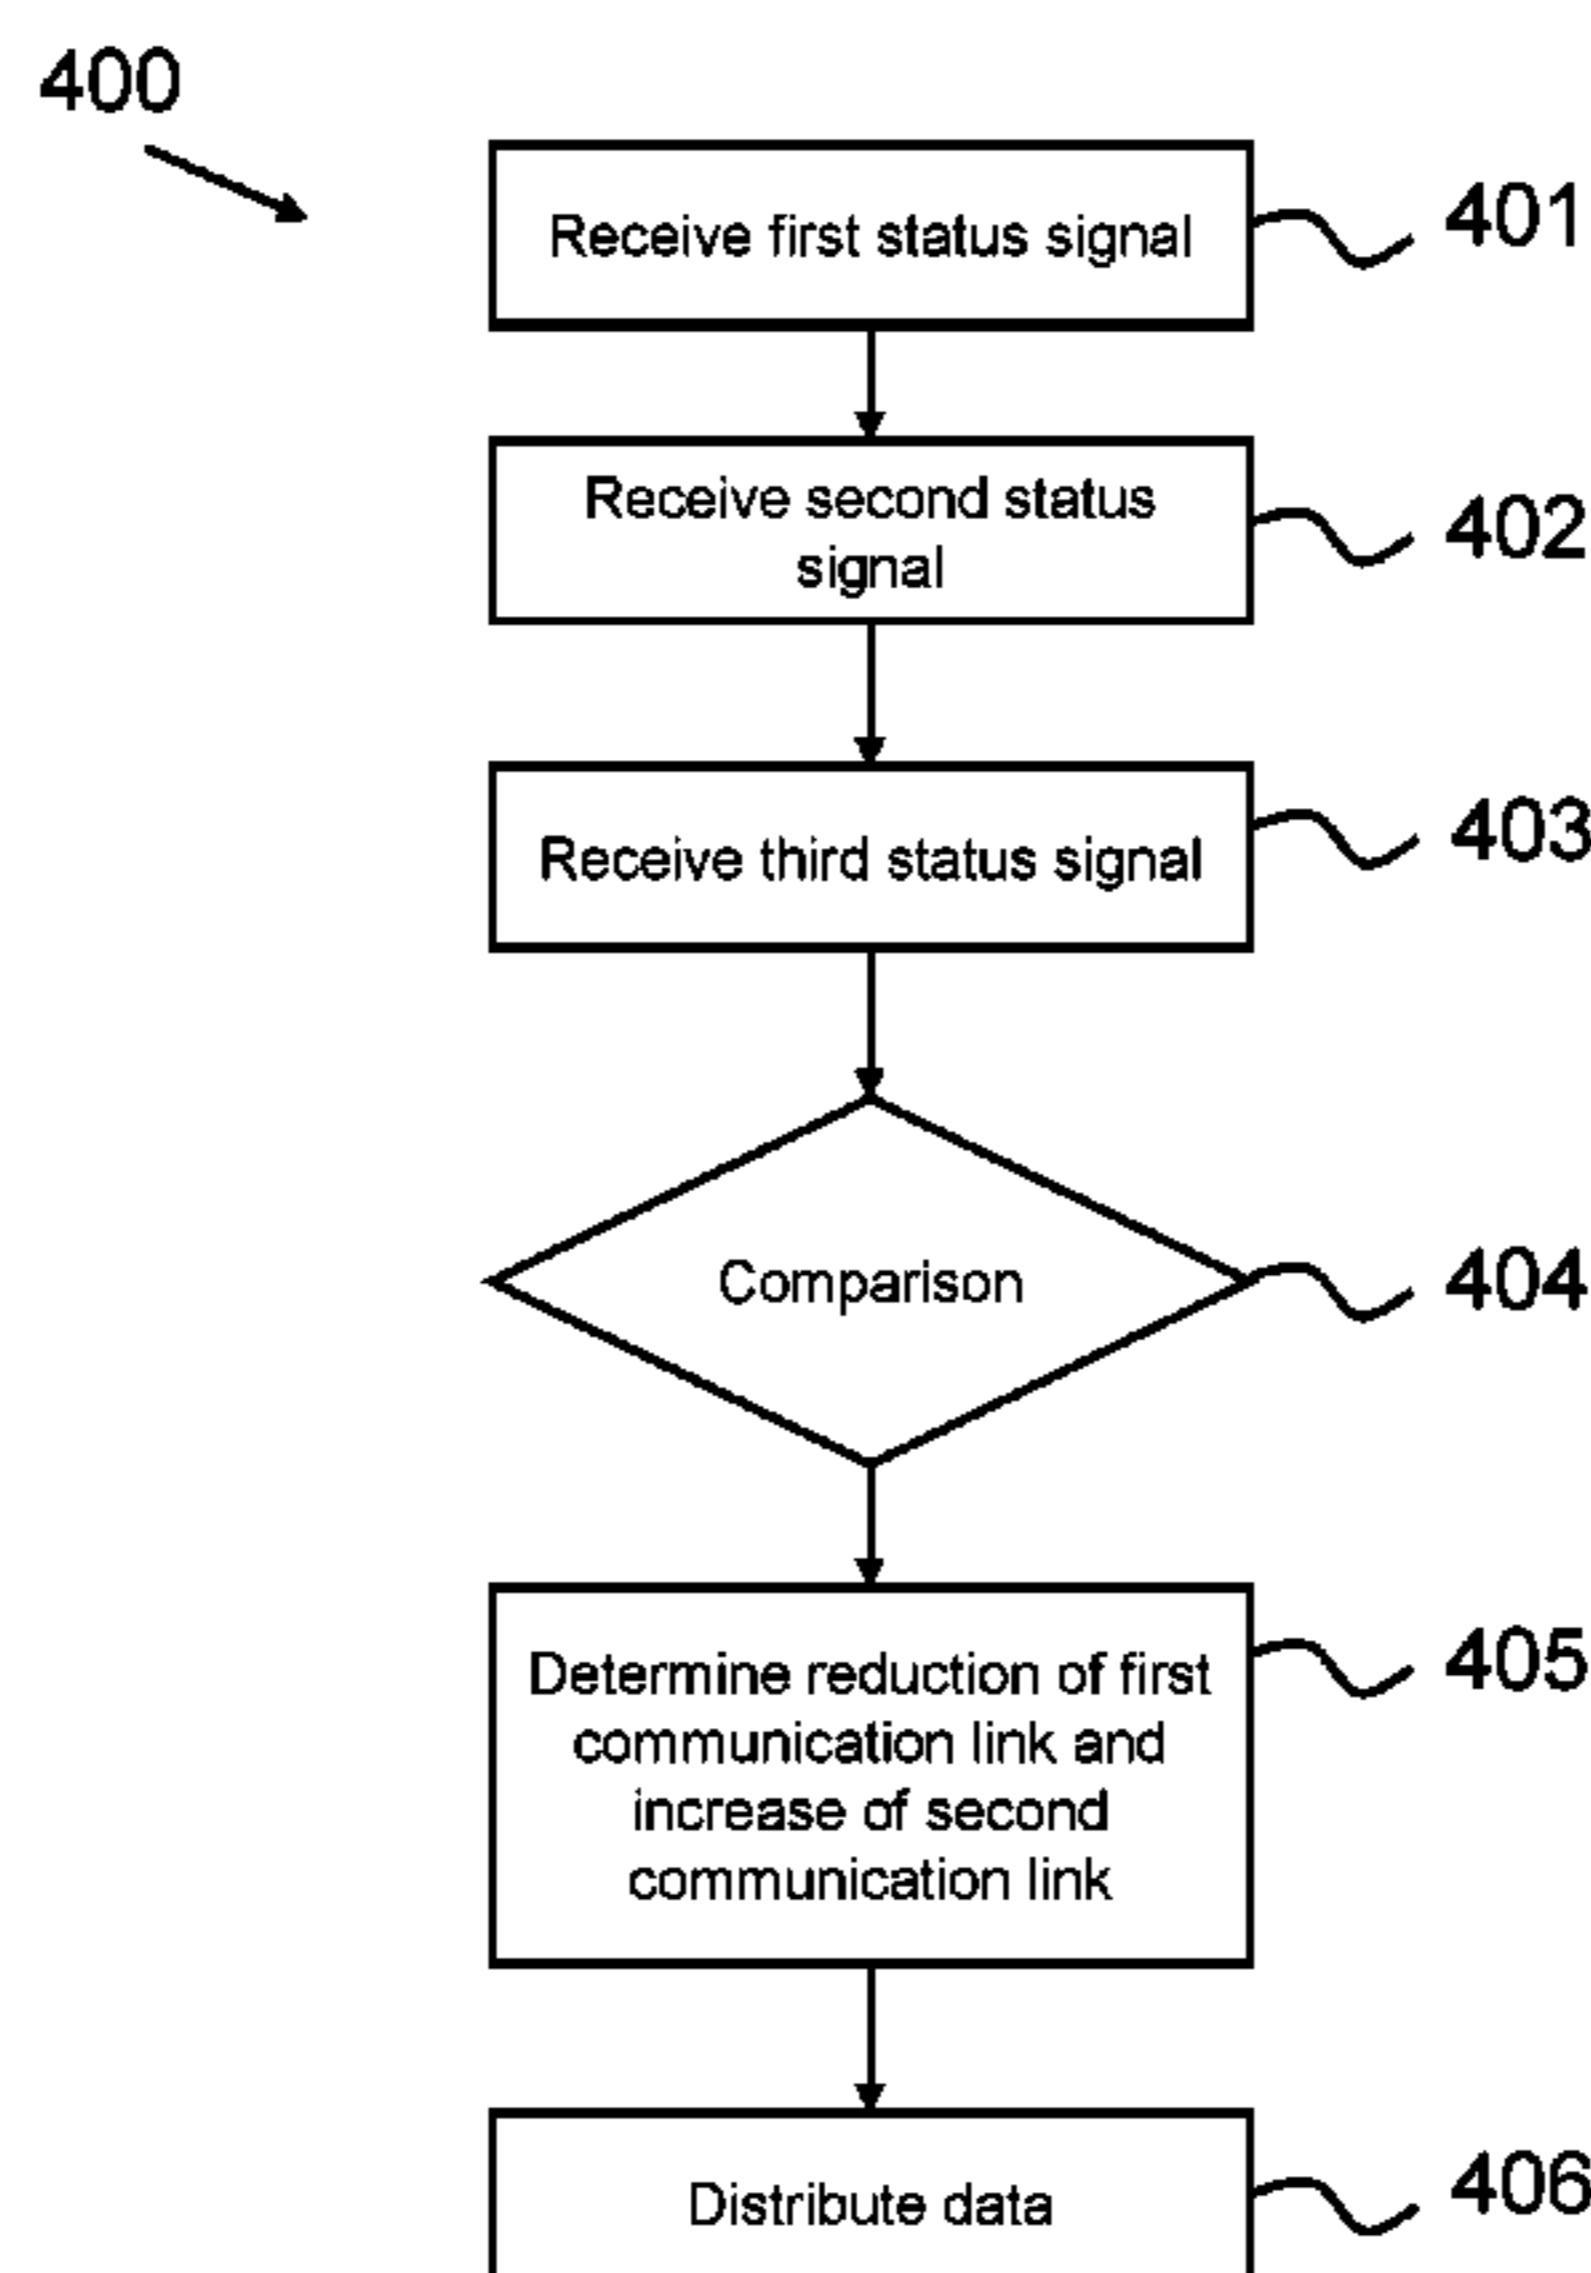 400
Receive first status signal
401
Receive second status
signal
402
Receive third status signal
403
Comparison
404
Determine reduction of first
communication link and
increase of second
communication link
405
Distribute data
406